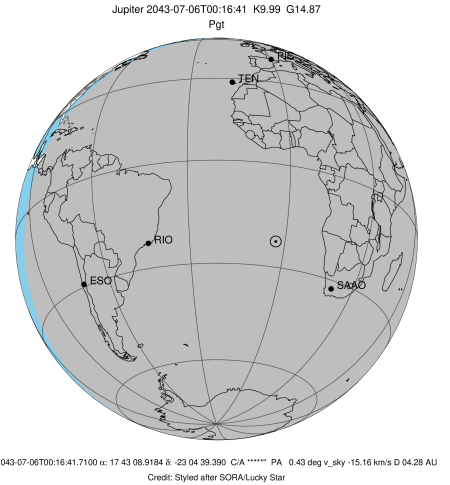 Jupiter 2043-07-06T00:16:41 K9.99 G14.87
Pgt
PIC
TEN
RIO
ESO
SAAO
043-07-06T00:16:41.7100 α: 17 43 08.9184 δ: -23 04 39.390 C/A *****" PA 0.43 deg v_sky -15.16 km/s D 04.28 AU
Credit: Styled after SORA/Lucky Star